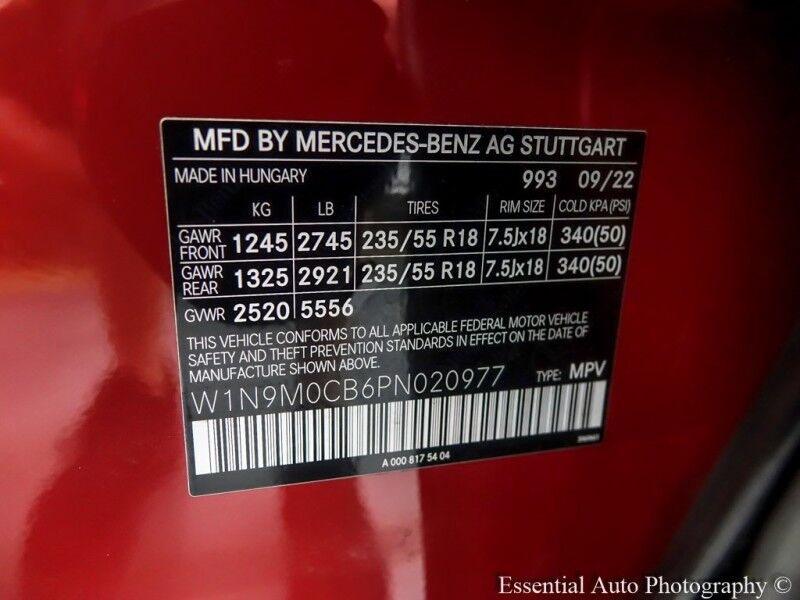 MFD BY MERCEDES-BENZ AG STUTTGART
MADE IN HUNGARY 993 09/22
KG LB TIRES RIM SIZE COLD KPA(PSI)
GAWR FRONT 1245 2745 235/55 R18 7.5Jx18 340(50)
GAWR REAR 1325 2921 235/55 R18 7.5Jx18 340(50)
GVWR 2520 5556
THIS VEHICLE CONFORMS TO ALL APPLICABLE FEDERAL MOTOR VEHICLE
SAFETY AND THEFT PREVENTION STANDARDS IN EFFECT ON THE DATE OF
MANUFACTURE SHOWN ABOVE.
W1N9M0CB6PN020977 TYPE: MPV
A 000 817 54 04
Essential Auto Photography ©